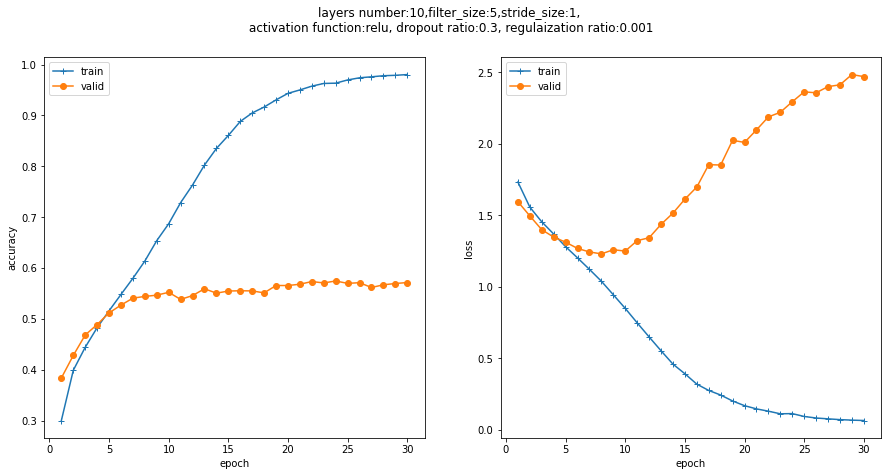 layers number:10,filter_size:5,stride_size:1,
activation function:relu, dropout ratio:0.3, regulaization ratio:0.001
train
valid
1.0
0.9
0.8
0.7
0.6
0.5
0.4
0.3
accuracy
0 5 10 15 20 25 30
epoch
train
valid
2.5
2.0
1.5
1.0
0.5
0.0
loss
0 5 10 15 20 25 30
epoch